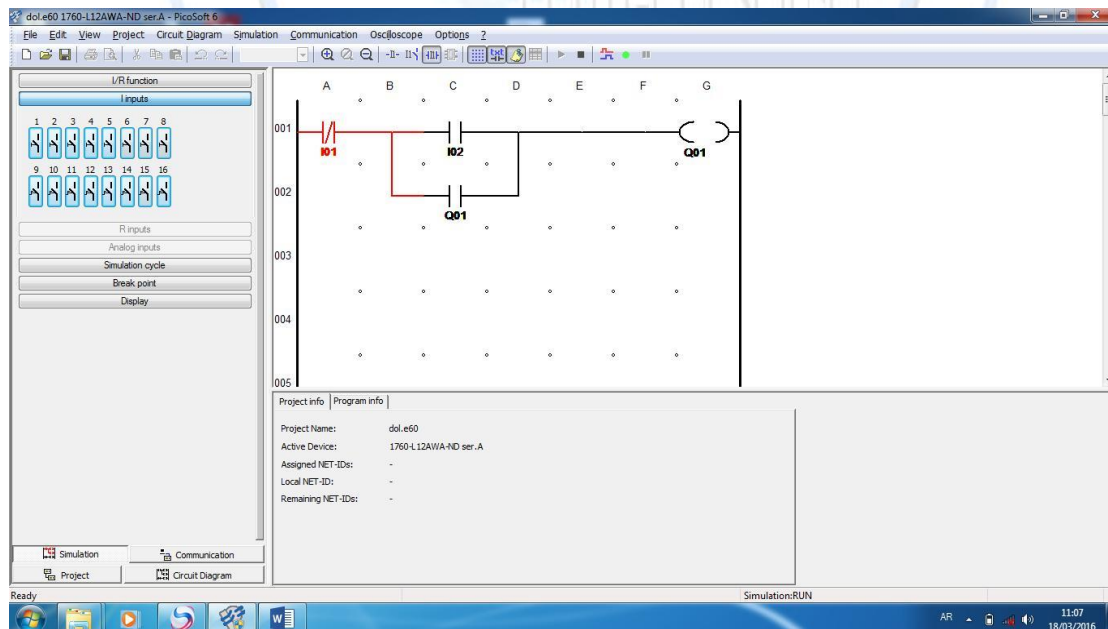 dol.e60 1760-L12AWA-ND ser.A - PicoSoft 6
File Edit View Project Circuit Diagram Simulation Communication Oscilloscope Options ?
I/R function
I inputs
1 2 3 4 5 6 7 8
9 10 11 12 13 14 15 16
R inputs
Analog inputs
Simulation cycle
Break point
Display
Simulation Communication
Project Circuit Diagram
A B C D E F G
001
I01 I02 Q01
002
Q01
003
004
005
Project info Program info
Project Name: dol.e60
Active Device: 1760-L12AWA-ND ser.A
Assigned NET-IDs: -
Local NET-ID: -
Remaining NET-IDs: -
Ready Simulation:RUN
AR 11:07
18/03/2016